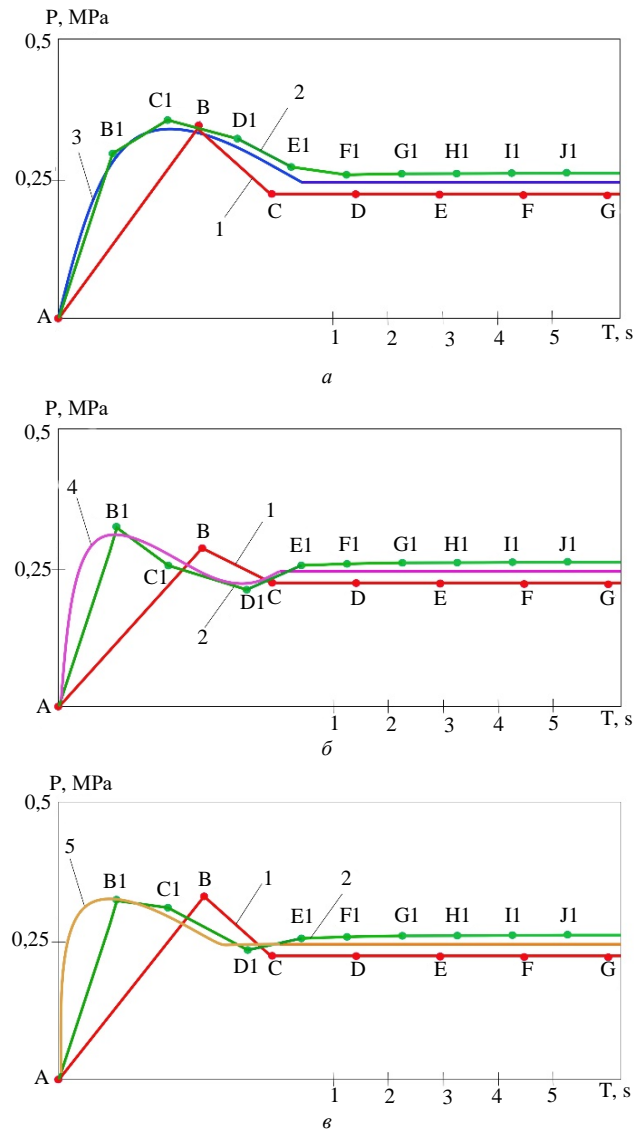 P, MPa
0,5
C1
B
D1
2
3
B1
E1
F1 G1 H1 I1 J1
0,25
1
C D E F G
A
1 2 3 4 5 T, s
а
P, MPa
0,5
4
B1
B
1
E1 F1 G1 H1 I1 J1
0,25
C1
D1 C D E F G
2
A
1 2 3 4 5 T, s
б
P, MPa
0,5
5
B1 C1 B
1 2
E1 F1 G1 H1 I1 J1
0,25
D1 C D E F G
A
1 2 3 4 5
T, s
в